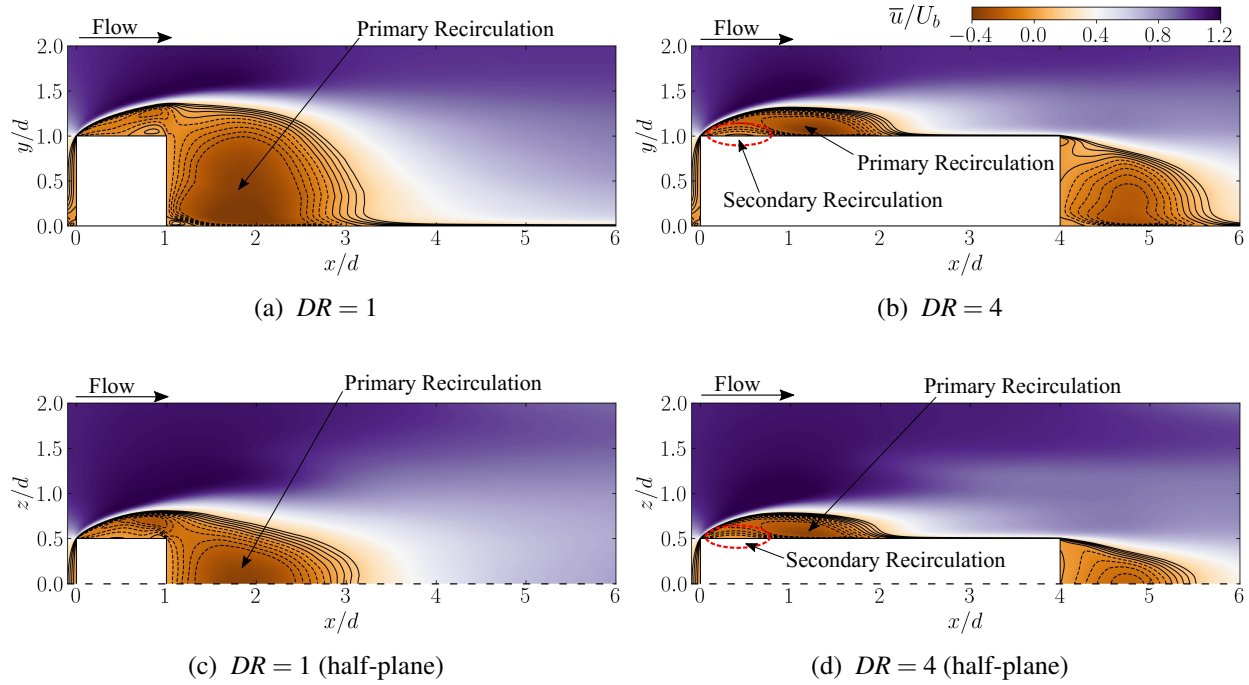 Flow
Primary Recirculation
2.0
1.5
1.0
0.5
0.0
y/d
0 1 2 3 4 5 6
x/d
(a) DR = 1
Flow
u̅/U_b
−0.4 0.0 0.4 0.8 1.2
2.0
1.5
1.0
0.5
0.0
y/d
Primary Recirculation
Secondary Recirculation
0 1 2 3 4 5 6
x/d
(b) DR = 4
Flow
Primary Recirculation
2.0
1.5
1.0
0.5
0.0
z/d
0 1 2 3 4 5 6
x/d
(c) DR = 1 (half-plane)
Flow
Primary Recirculation
2.0
1.5
1.0
0.5
0.0
z/d
Secondary Recirculation
0 1 2 3 4 5 6
x/d
(d) DR = 4 (half-plane)